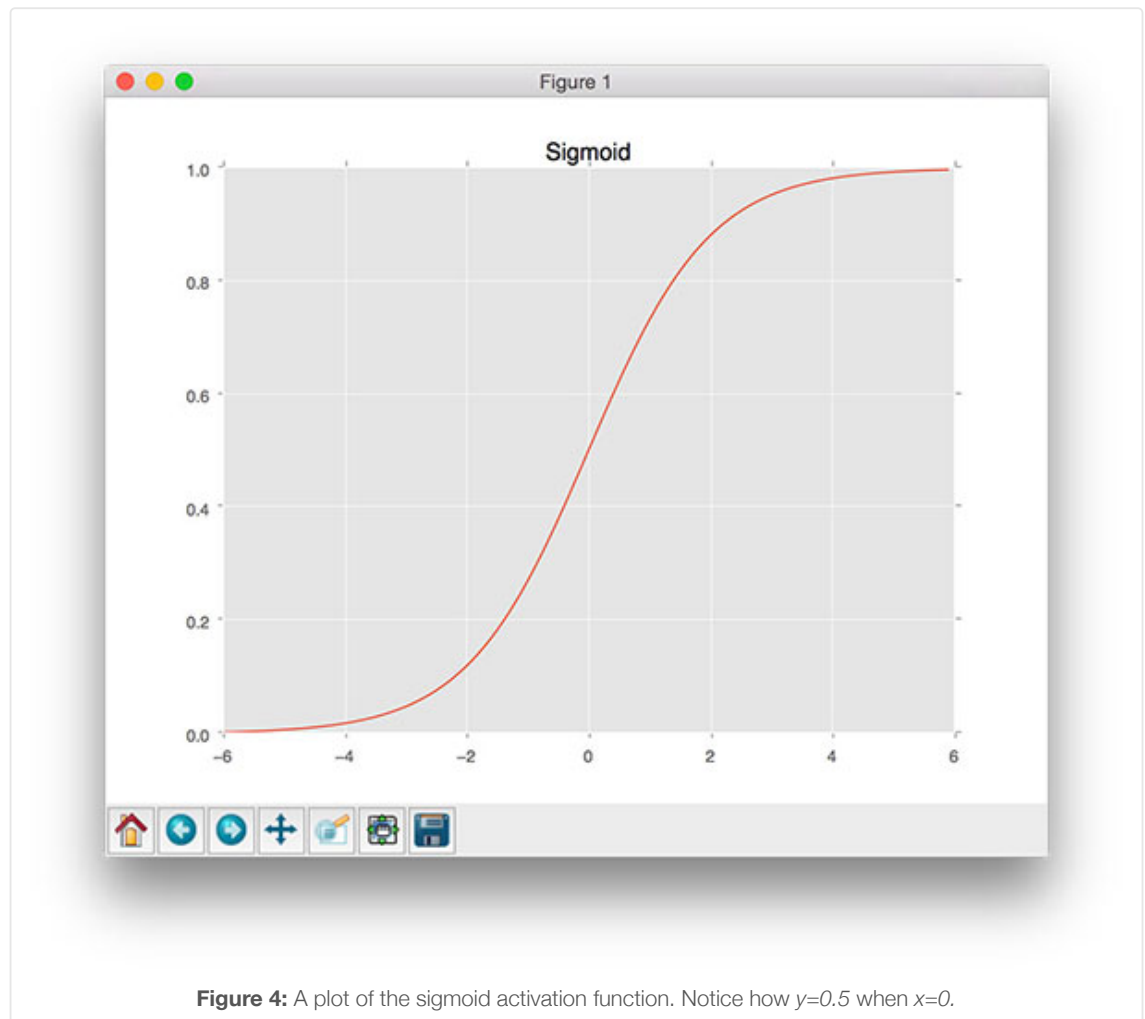 Figure 1
Sigmoid
1.0
0.8
0.6
0.4
0.2
0.0
−6 −4 −2 0 2 4 6
Figure 4: A plot of the sigmoid activation function. Notice how y=0.5 when x=0.